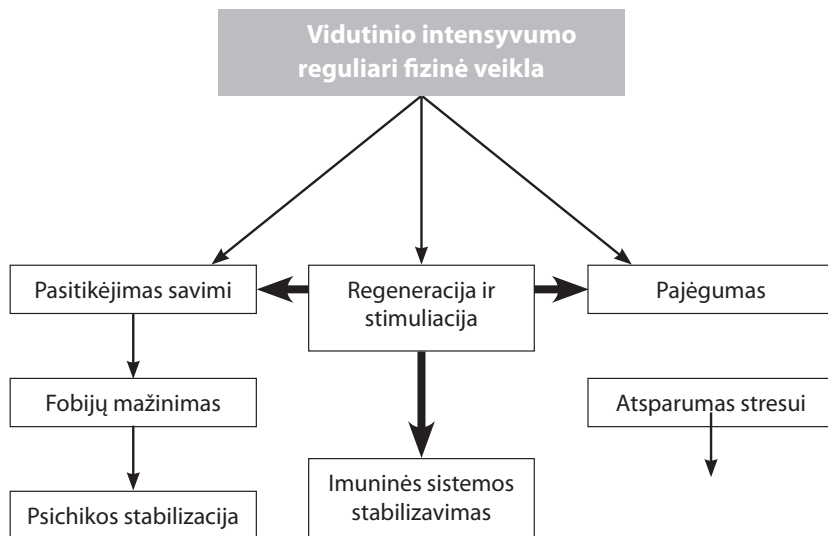 Vidutinio intensyvumo
reguliari fizinė veikla
Pasitikėjimas savimi
Regeneracija ir
stimuliacija
Pajėgumas
Fobijų mažinimas
Atsparumas stresui
Psichikos stabilizacija
Imuninės sistemos
stabilizavimas